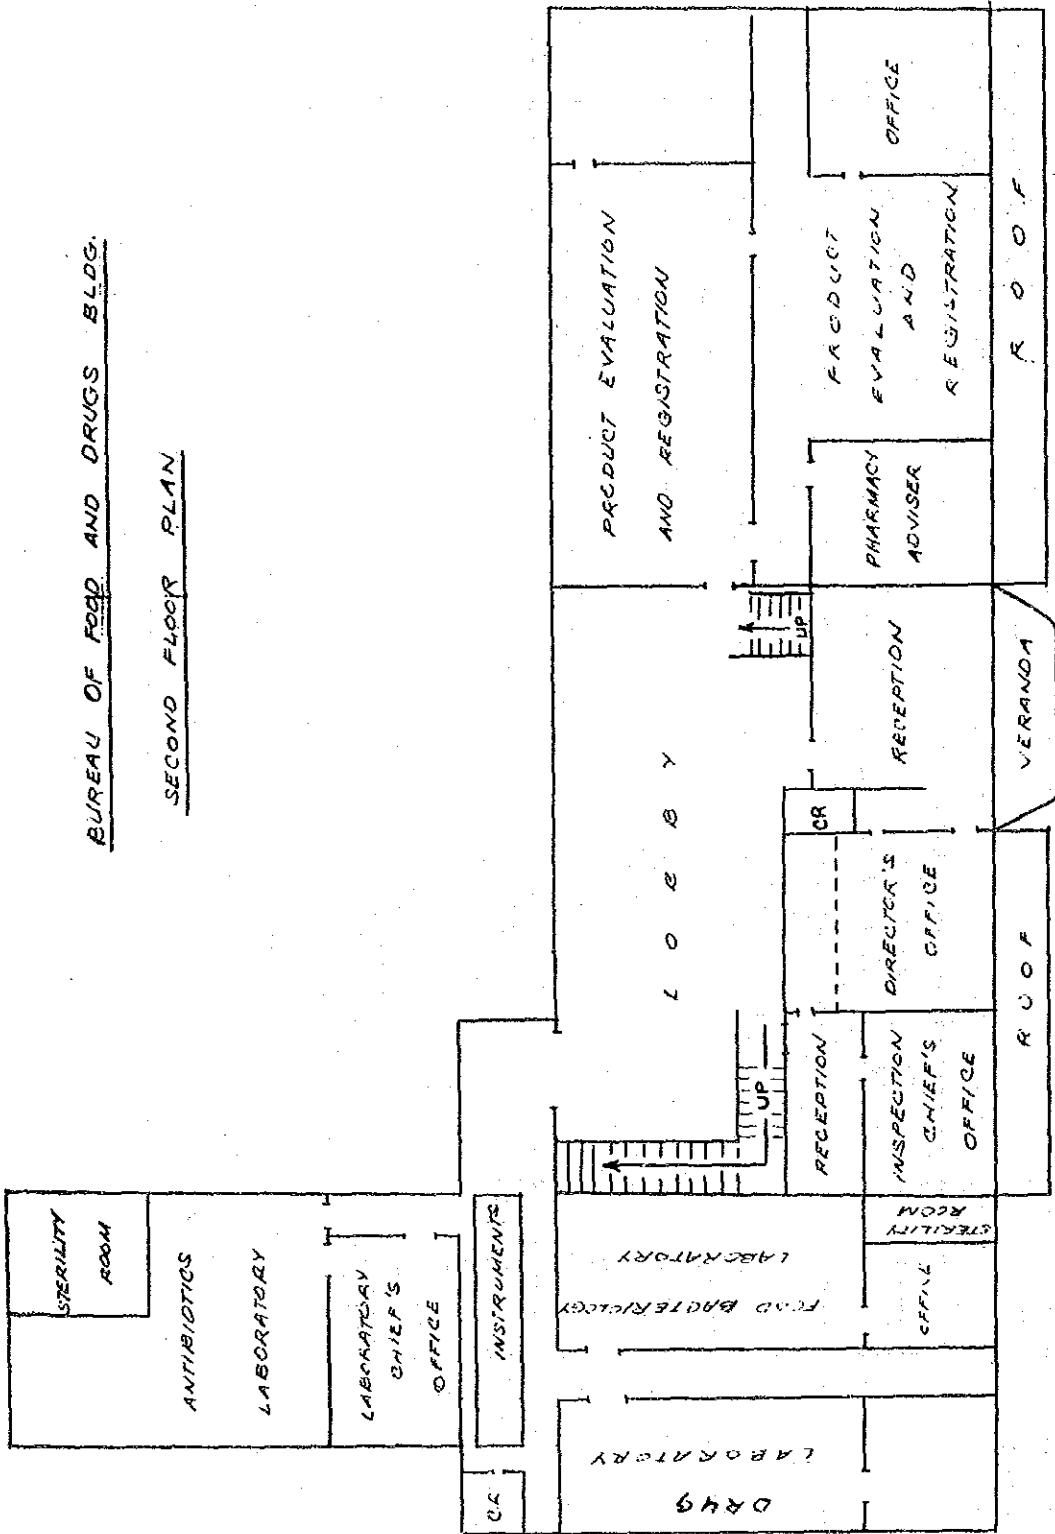 BUREAU OF FOOD AND DRUGS BLDG.
SECOND FLOOR PLAN
STERILITY
ROOM
ANTIBIOTICS
LABORATORY
LABORATORY
CHIEF'S
OFFICE
INSTRUMENTS
C.R.
PRODUCT EVALUATION
AND REGISTRATION
LOBBY
UP
UP
FOOD BACTERIOLOGY
LABORATORY
DRUG
LABORATORY
OFFICE
STERILITY
ROOM
RECEPTION
INSPECTION
CHIEF'S
OFFICE
DIRECTOR'S
OFFICE
CR
RECEPTION
PHARMACY
ADVISER
PRODUCT
EVALUATION
AND
REGISTRATION
OFFICE
ROOF
VERANDA
ROOF